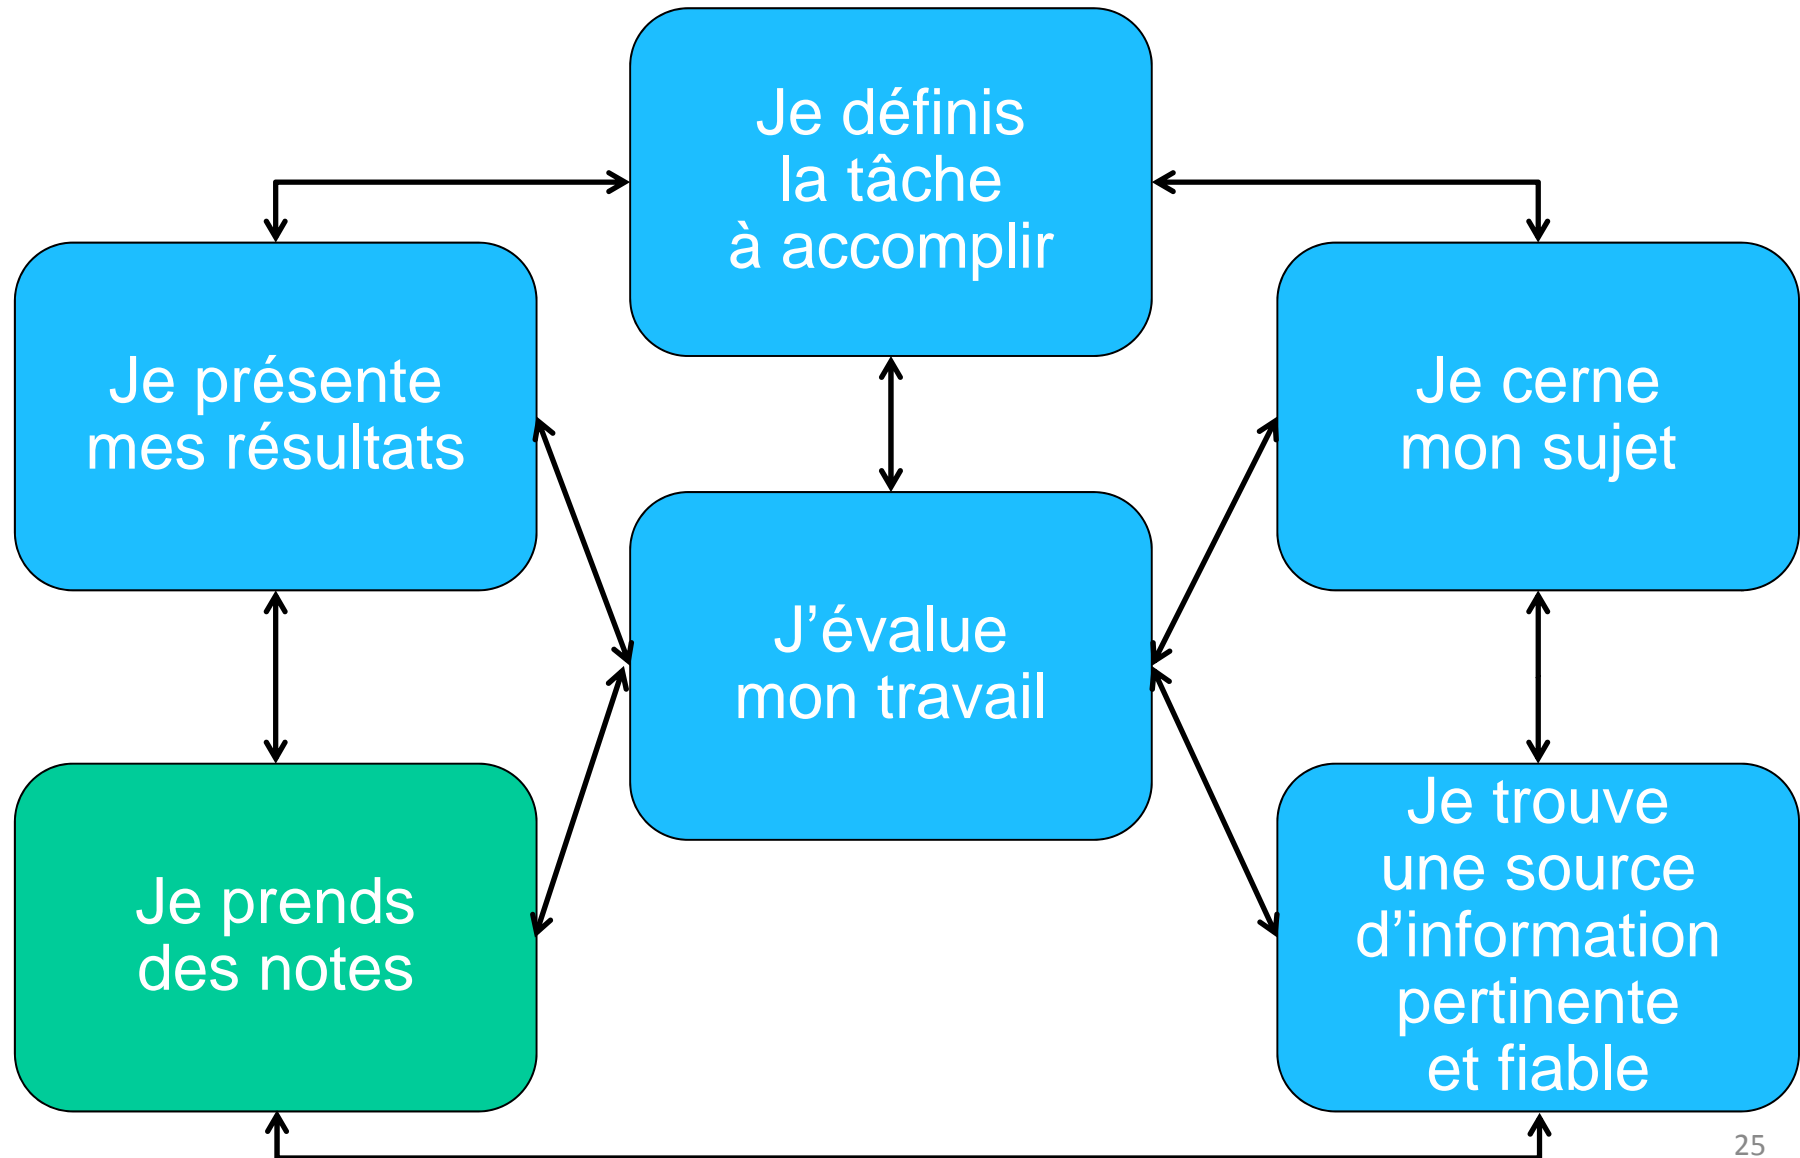 Je définis
la tâche
à accomplir
Je présente
mes résultats
Je cerne
mon sujet
J’évalue
mon travail
Je prends
des notes
Je trouve
une source
d’information
pertinente
et fiable
25